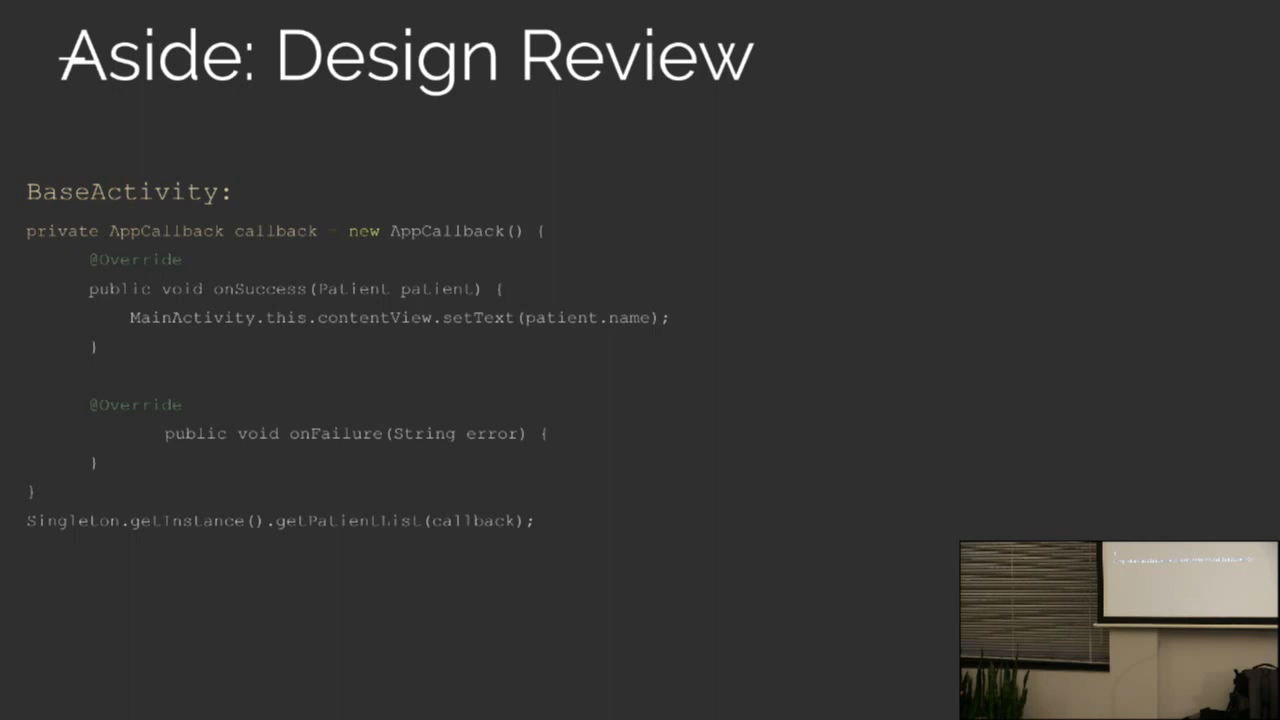 Aside: Design Review
BaseActivity:
private AppCallback callback = new AppCallback() {
@Override
public void onSuccess(Patient patient) {
MainActivity.this.contentView.setText(patient.name);
}
@Override
public void onFailure(String error) {
}
}
Singleton.getInstance().getPatientList(callback);